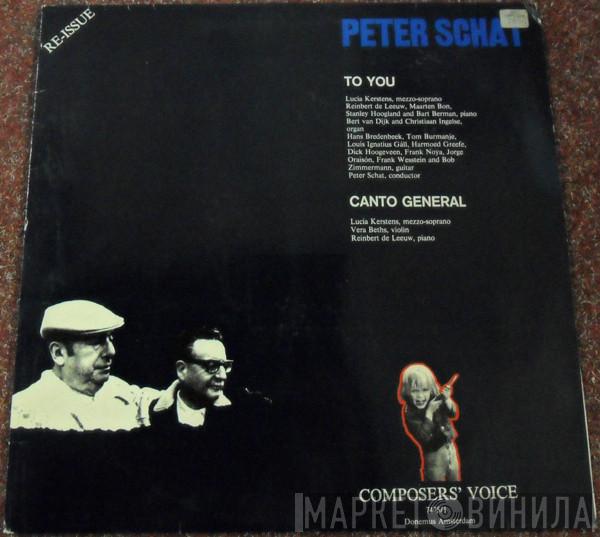 RE-ISSUE
PETER SCHAT
TO YOU
Lucia Kerstens, mezzo-soprano
Reinbert de Leeuw, Maarten Bon,
Stanley Hoogland and Bart Berman, piano
Bert van Dijk and Christiaan Ingelse,
organ
Hans Bredenbeek, Tom Burmanje,
Louis Ignatius Gáll, Harmoed Greefe,
Dick Hoogeveen, Frank Noya, Jorge
Oraisón, Frank Wesstein and Bob
Zimmermann, guitar
Peter Schat, conductor
CANTO GENERAL
Lucia Kerstens, mezzo-soprano
Vera Beths, violin
Reinbert de Leeuw, piano
COMPOSERS' VOICE
Donemus Amsterdam
МАРКЕТ ВИНИЛА